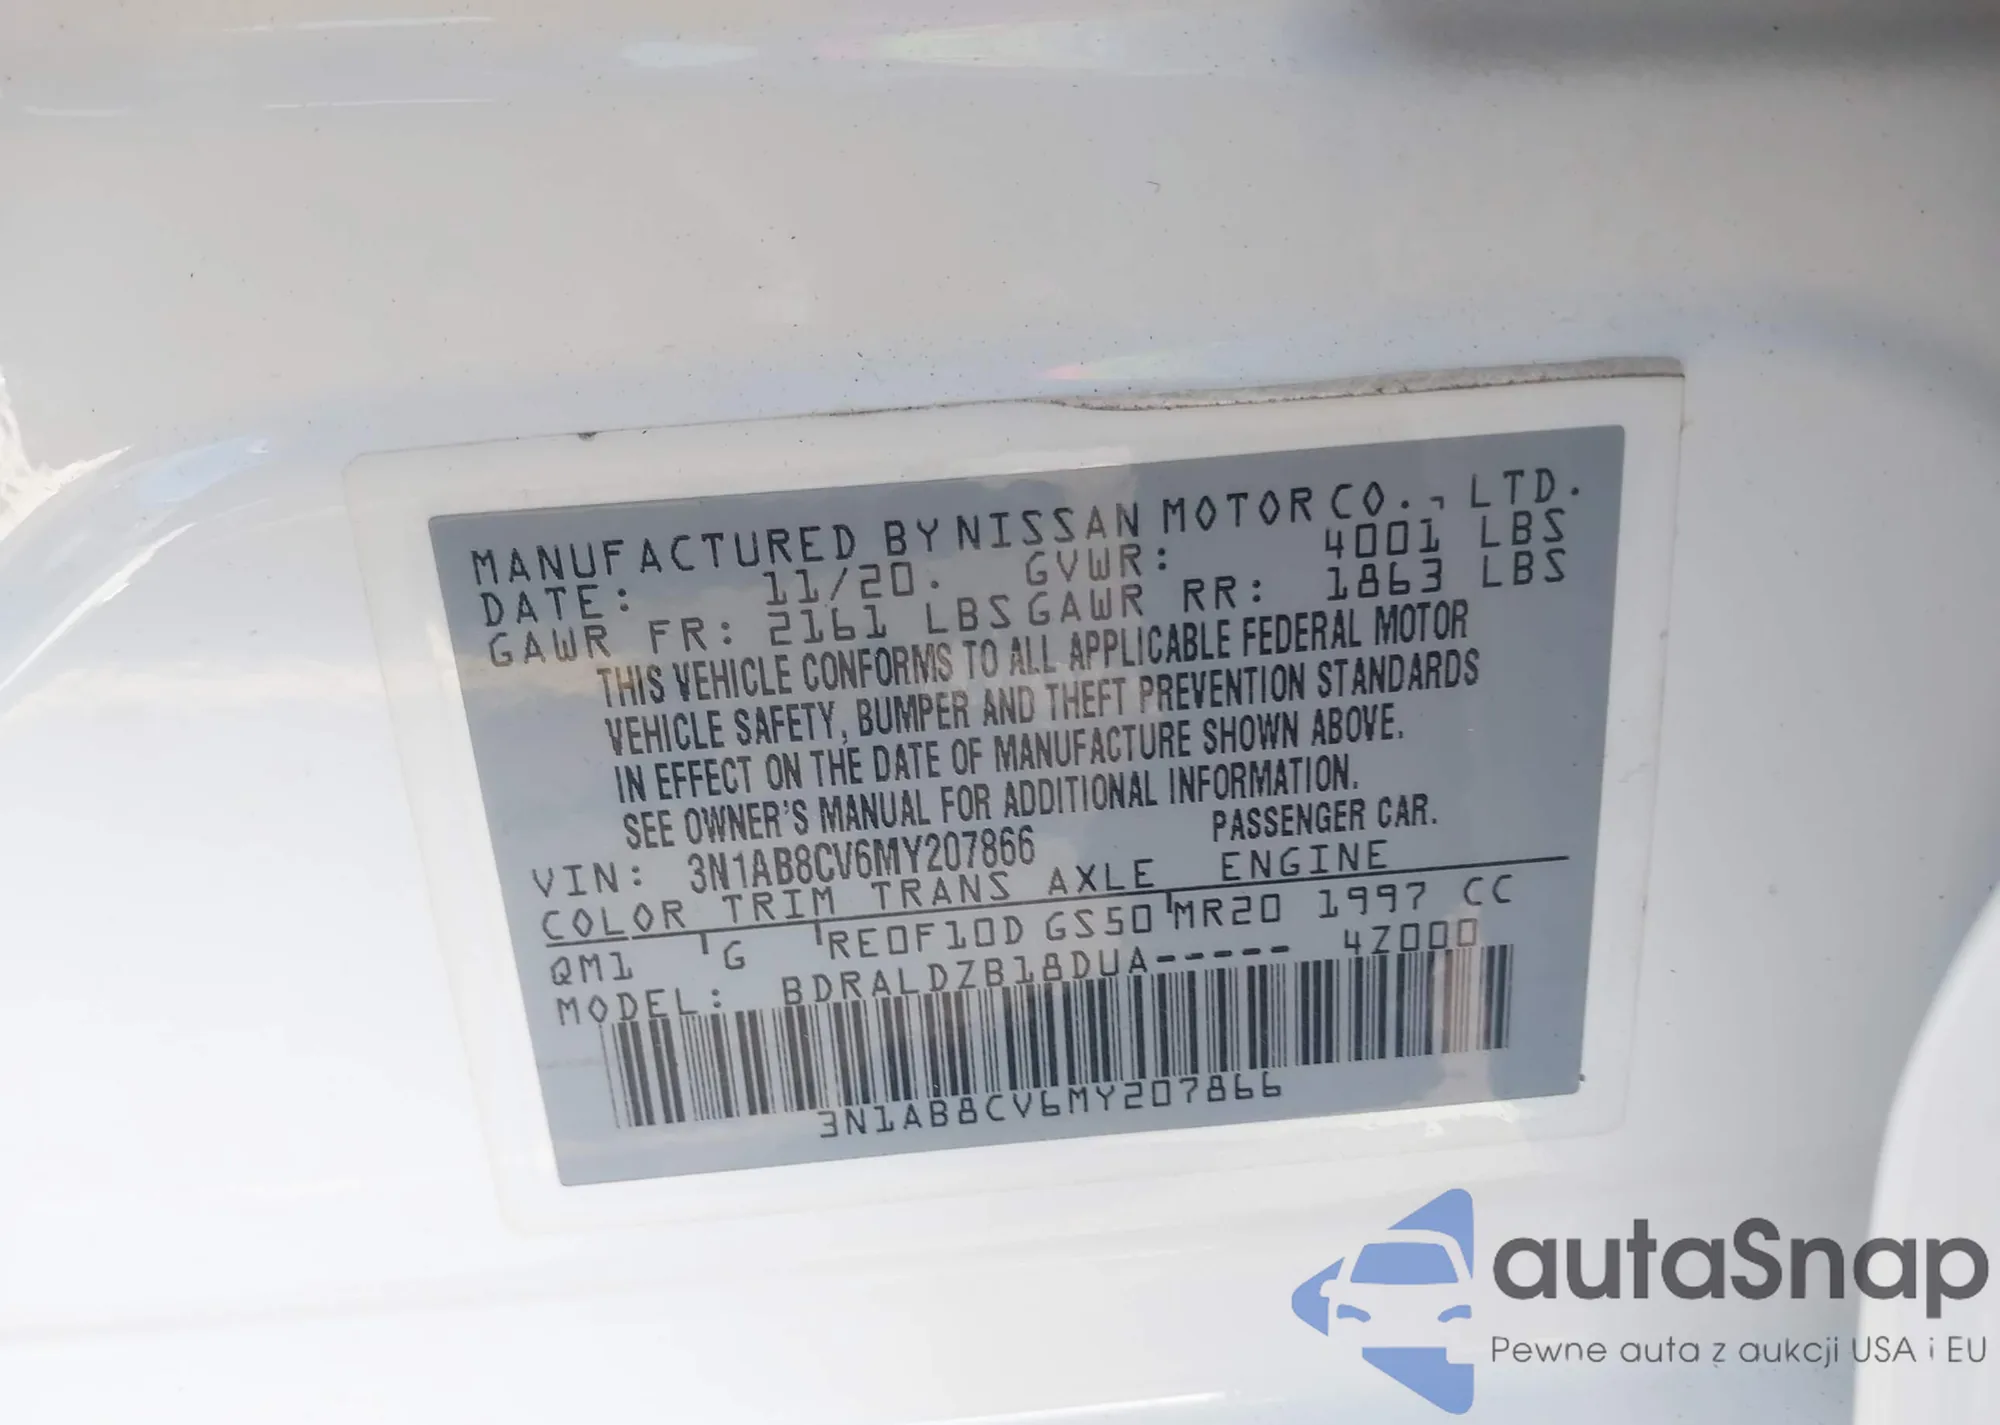 MANUFACTURED BY NISSAN MOTOR CO., LTD.
DATE: 11/20. GVWR: 4001 LBS
GAWR FR: 2161 LBS GAWR RR: 1863 LBS
THIS VEHICLE CONFORMS TO ALL APPLICABLE FEDERAL MOTOR
VEHICLE SAFETY, BUMPER AND THEFT PREVENTION STANDARDS
IN EFFECT ON THE DATE OF MANUFACTURE SHOWN ABOVE.
SEE OWNER'S MANUAL FOR ADDITIONAL INFORMATION.
VIN: 3N1AB8CV6MY207866 PASSENGER CAR.
COLOR TRIM TRANS AXLE ENGINE
QM1 G RE0F10D GS50 MR20 1997 CC
MODEL: BDRALDZB18DUA----- 4Z000
3N1AB8CV6MY207866
autaSnap
Pewne auta z aukcji USA i EU